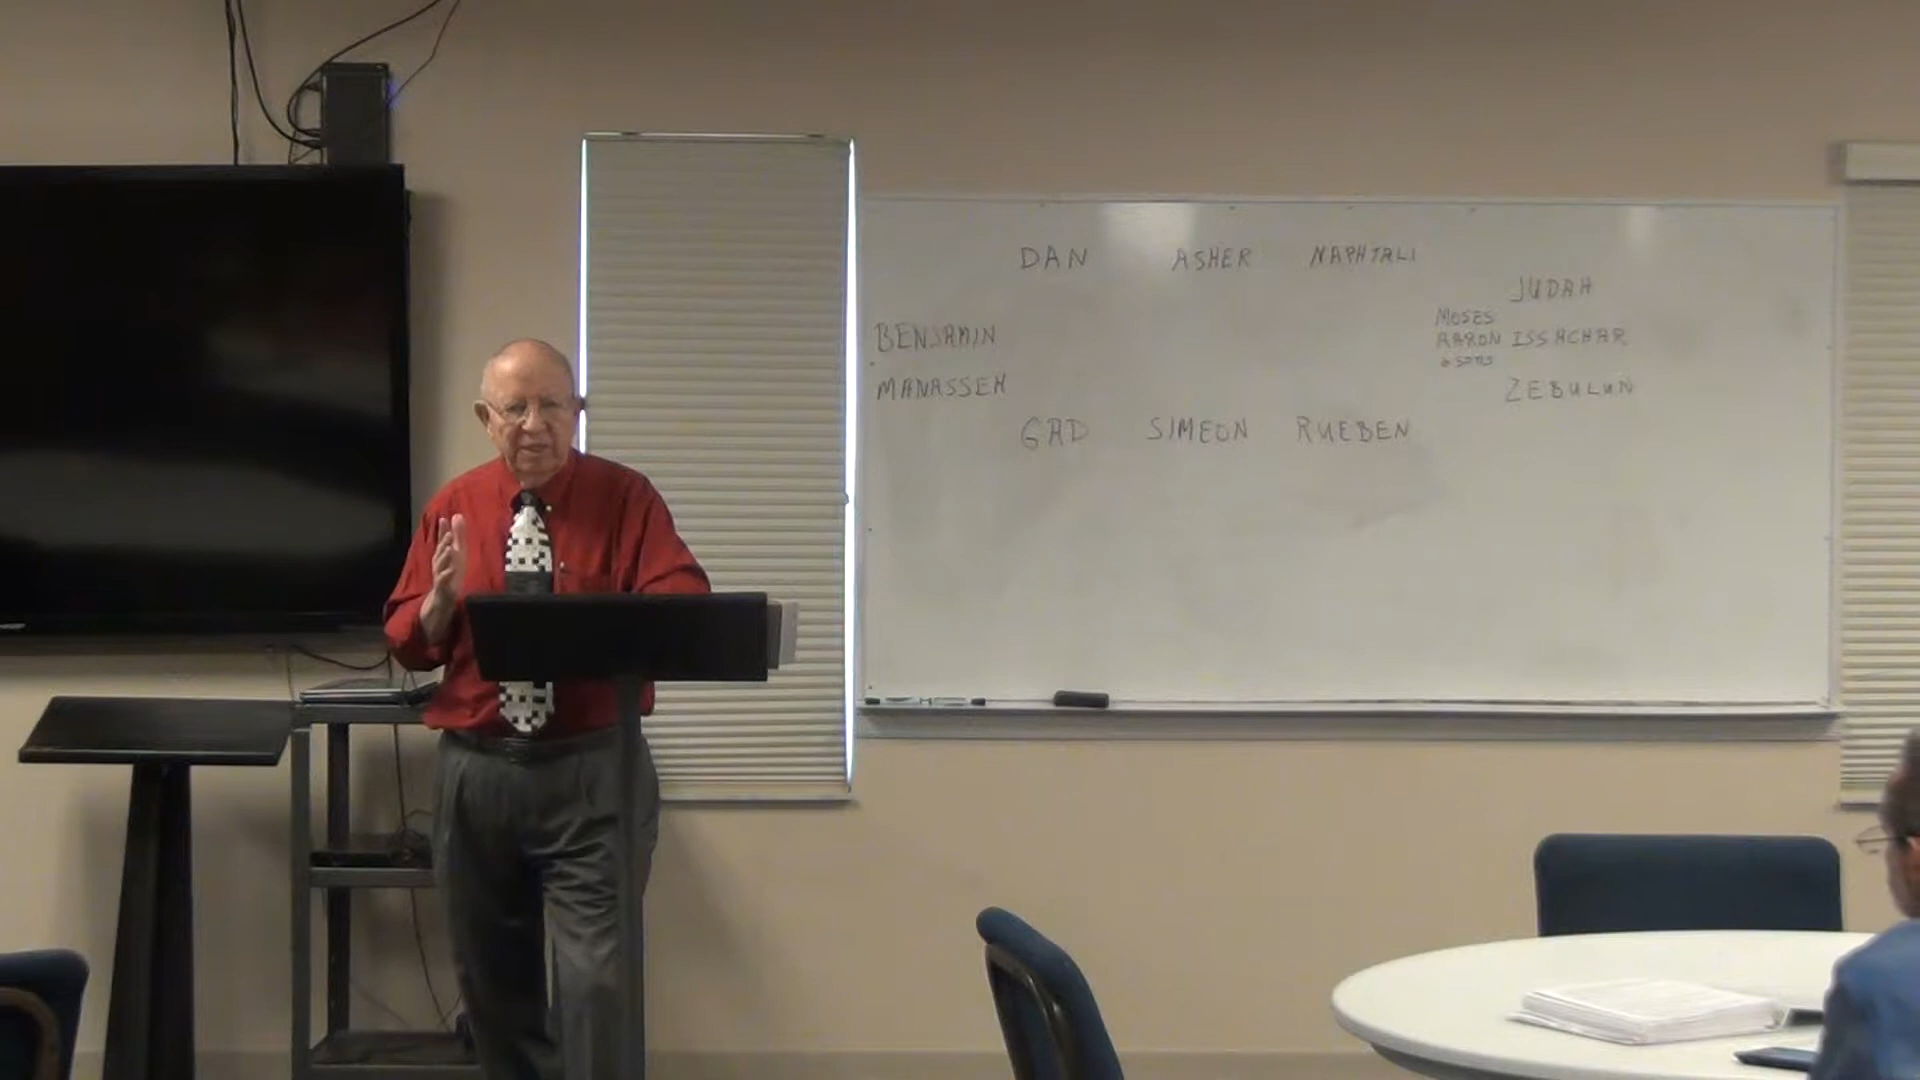 DAN ASHER NAPHTALI
JUDAH
MOSES
BENJAMIN AARON ISSACHAR
& SONS
MANASSEH ZEBULUN
GAD SIMEON RUEBEN